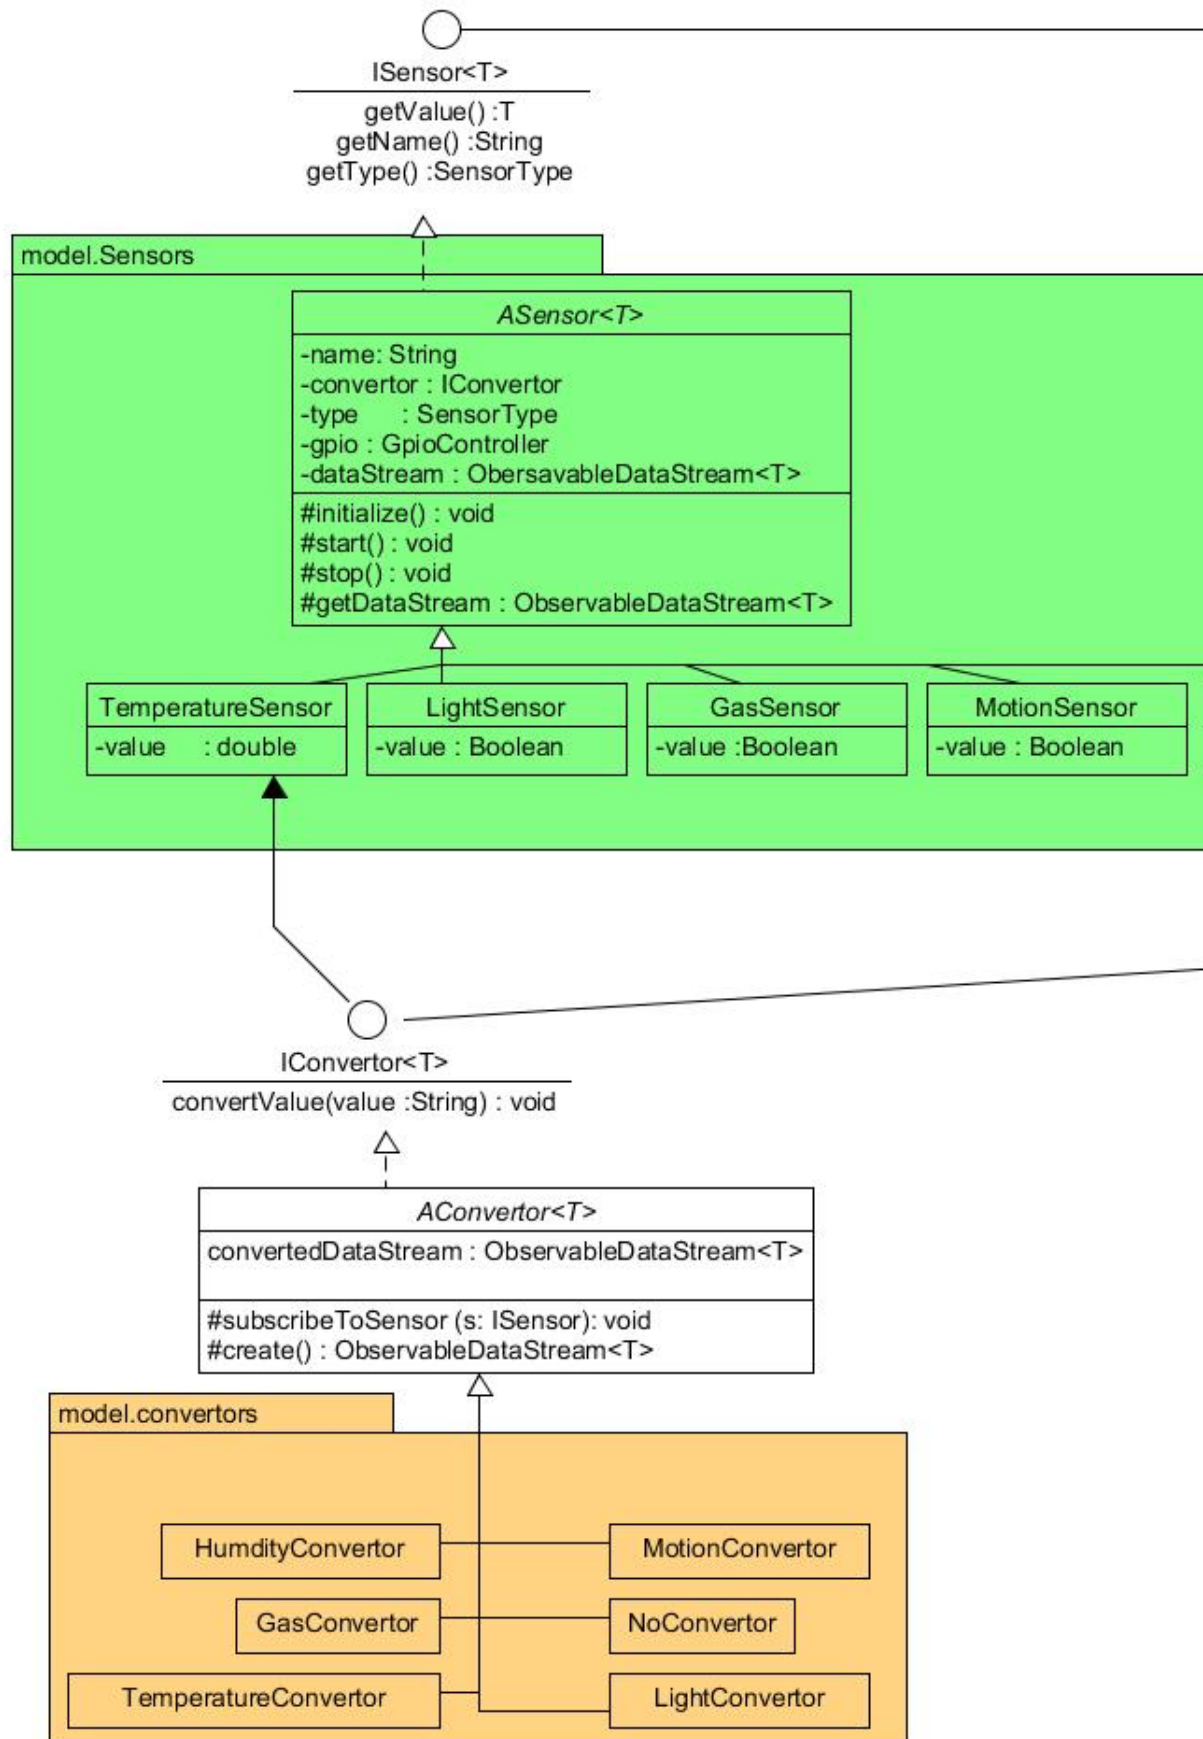 ISensor<T>
getValue() :T
getName() :String
getType() :SensorType
model.Sensors
ASensor<T>
-name: String
-convertor : IConvertor
-type : SensorType
-gpio : GpioController
-dataStream : ObersavableDataStream<T>
#initialize() : void
#start() : void
#stop() : void
#getDataStream : ObservableDataStream<T>
TemperatureSensor
-value : double
LightSensor
-value : Boolean
GasSensor
-value :Boolean
MotionSensor
-value : Boolean
IConvertor<T>
convertValue(value :String) : void
AConvertor<T>
convertedDataStream : ObservableDataStream<T>
#subscribeToSensor (s: ISensor): void
#create() : ObservableDataStream<T>
model.convertors
HumdityConvertor
MotionConvertor
GasConvertor
NoConvertor
TemperatureConvertor
LightConvertor